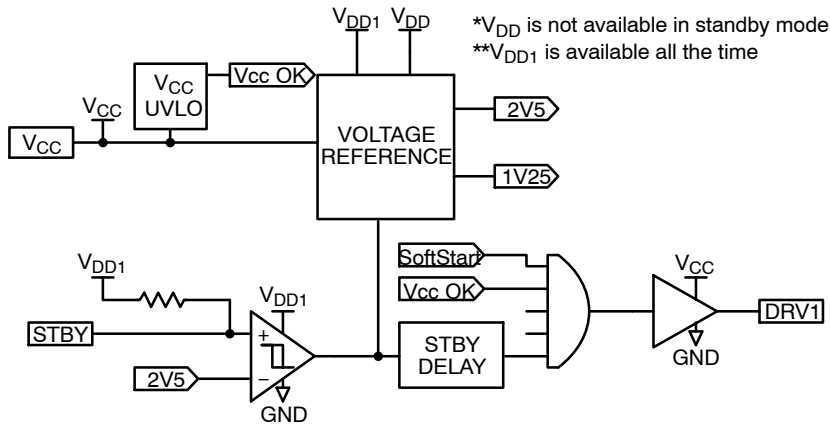 VDD1 VDD
*VDD is not available in standby mode
**VDD1 is available all the time
VCC
UVLO
Vcc OK
VCC
VCC
VOLTAGE
REFERENCE
2V5
1V25
SoftStart
Vcc OK
VDD1
VDD1
STBY
+
2V5
−
GND
STBY
DELAY
VCC
DRV1
GND